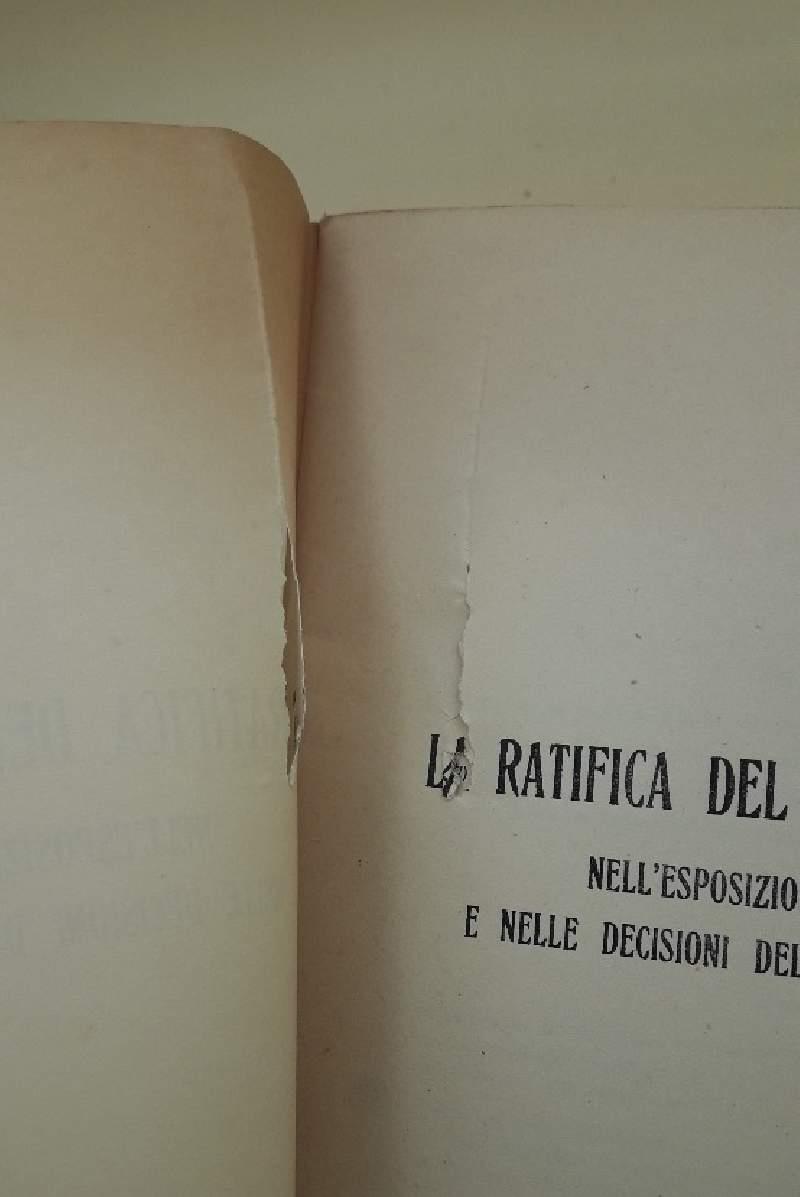 LA RATIFICA DEL
NELL'ESPOSIZIO
E NELLE DECISIONI DEL